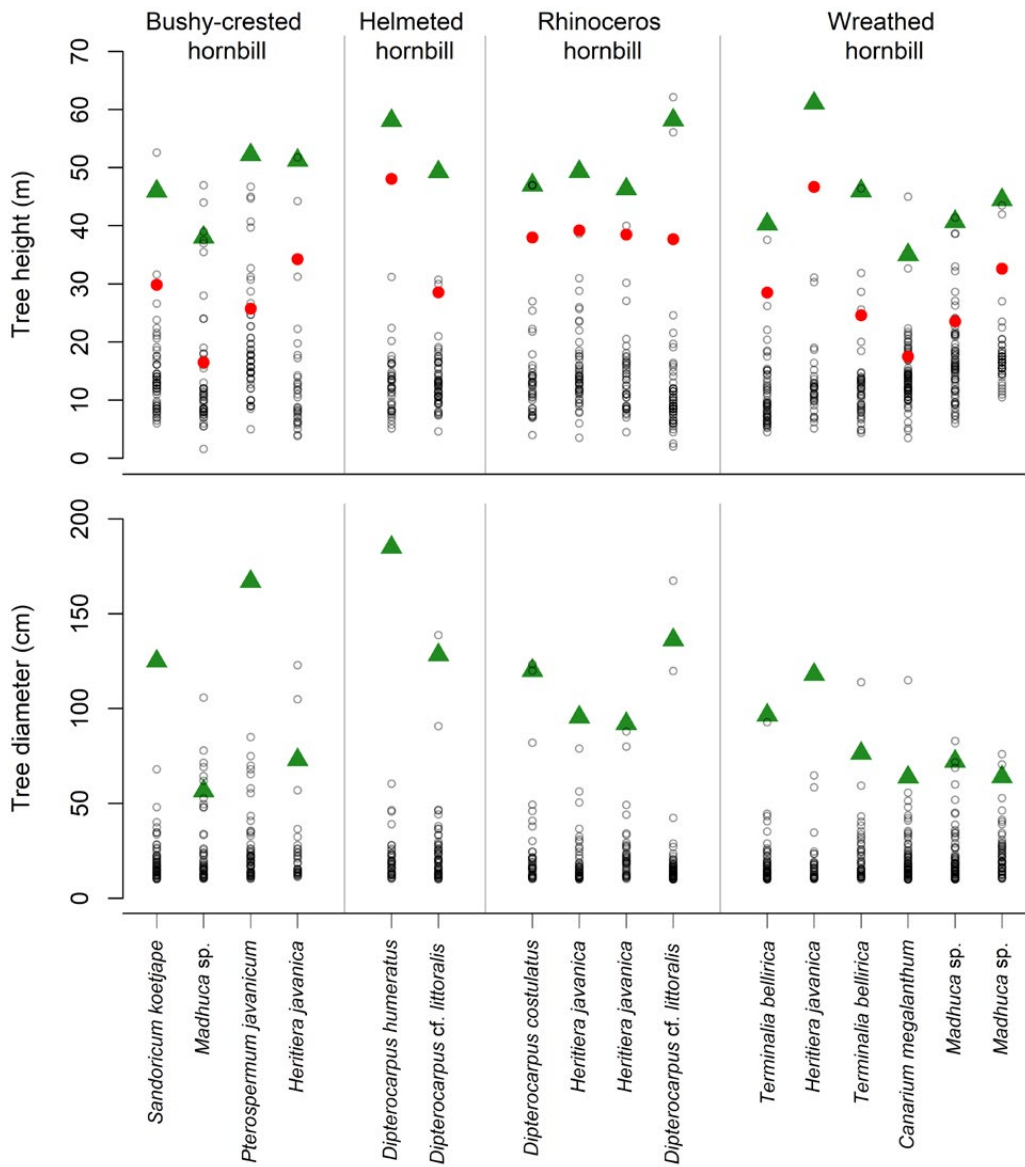 Bushy-crested
hornbill
Helmeted
hornbill
Rhinoceros
hornbill
Wreathed
hornbill
Tree height (m)
70
60
50
40
30
20
10
0
Tree diameter (cm)
200
150
100
50
0
Sandoricum koetjape
Madhuca sp.
Pterospermum javanicum
Heritiera javanica
Dipterocarpus humeratus
Dipterocarpus cf. littoralis
Dipterocarpus costulatus
Heritiera javanica
Heritiera javanica
Dipterocarpus cf. littoralis
Terminalia bellirica
Heritiera javanica
Terminalia bellirica
Canarium megalanthum
Madhuca sp.
Madhuca sp.